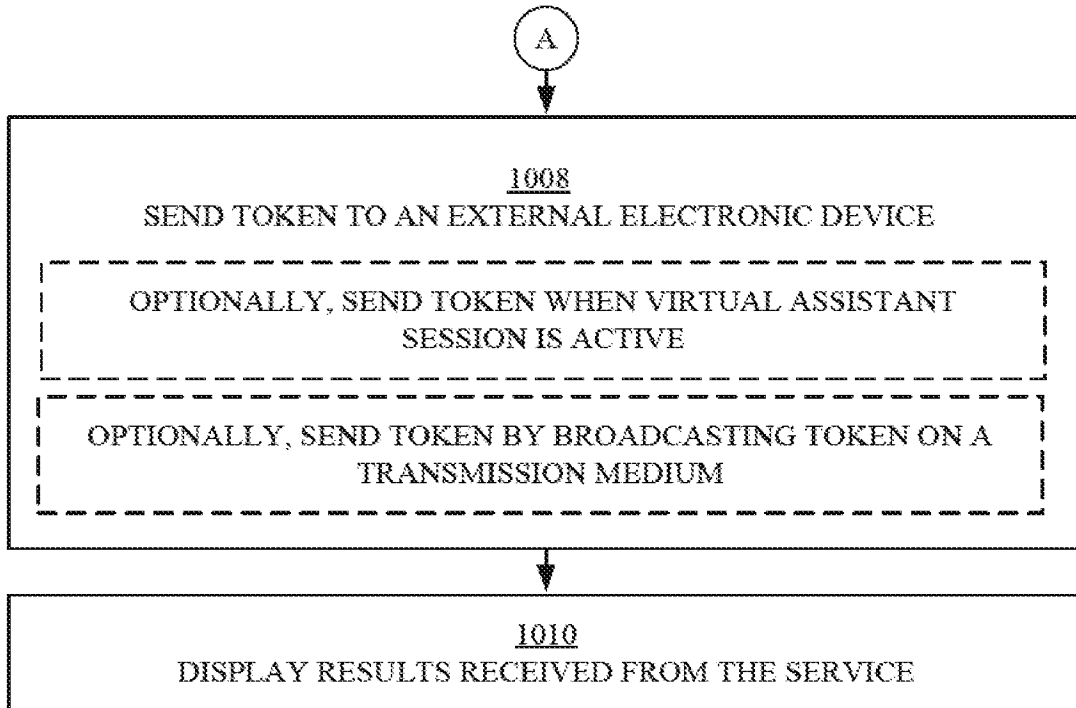 A
1008
SEND TOKEN TO AN EXTERNAL ELECTRONIC DEVICE
OPTIONALLY, SEND TOKEN WHEN VIRTUAL ASSISTANT
SESSION IS ACTIVE
OPTIONALLY, SEND TOKEN BY BROADCASTING TOKEN ON A
TRANSMISSION MEDIUM
1010
DISPLAY RESULTS RECEIVED FROM THE SERVICE